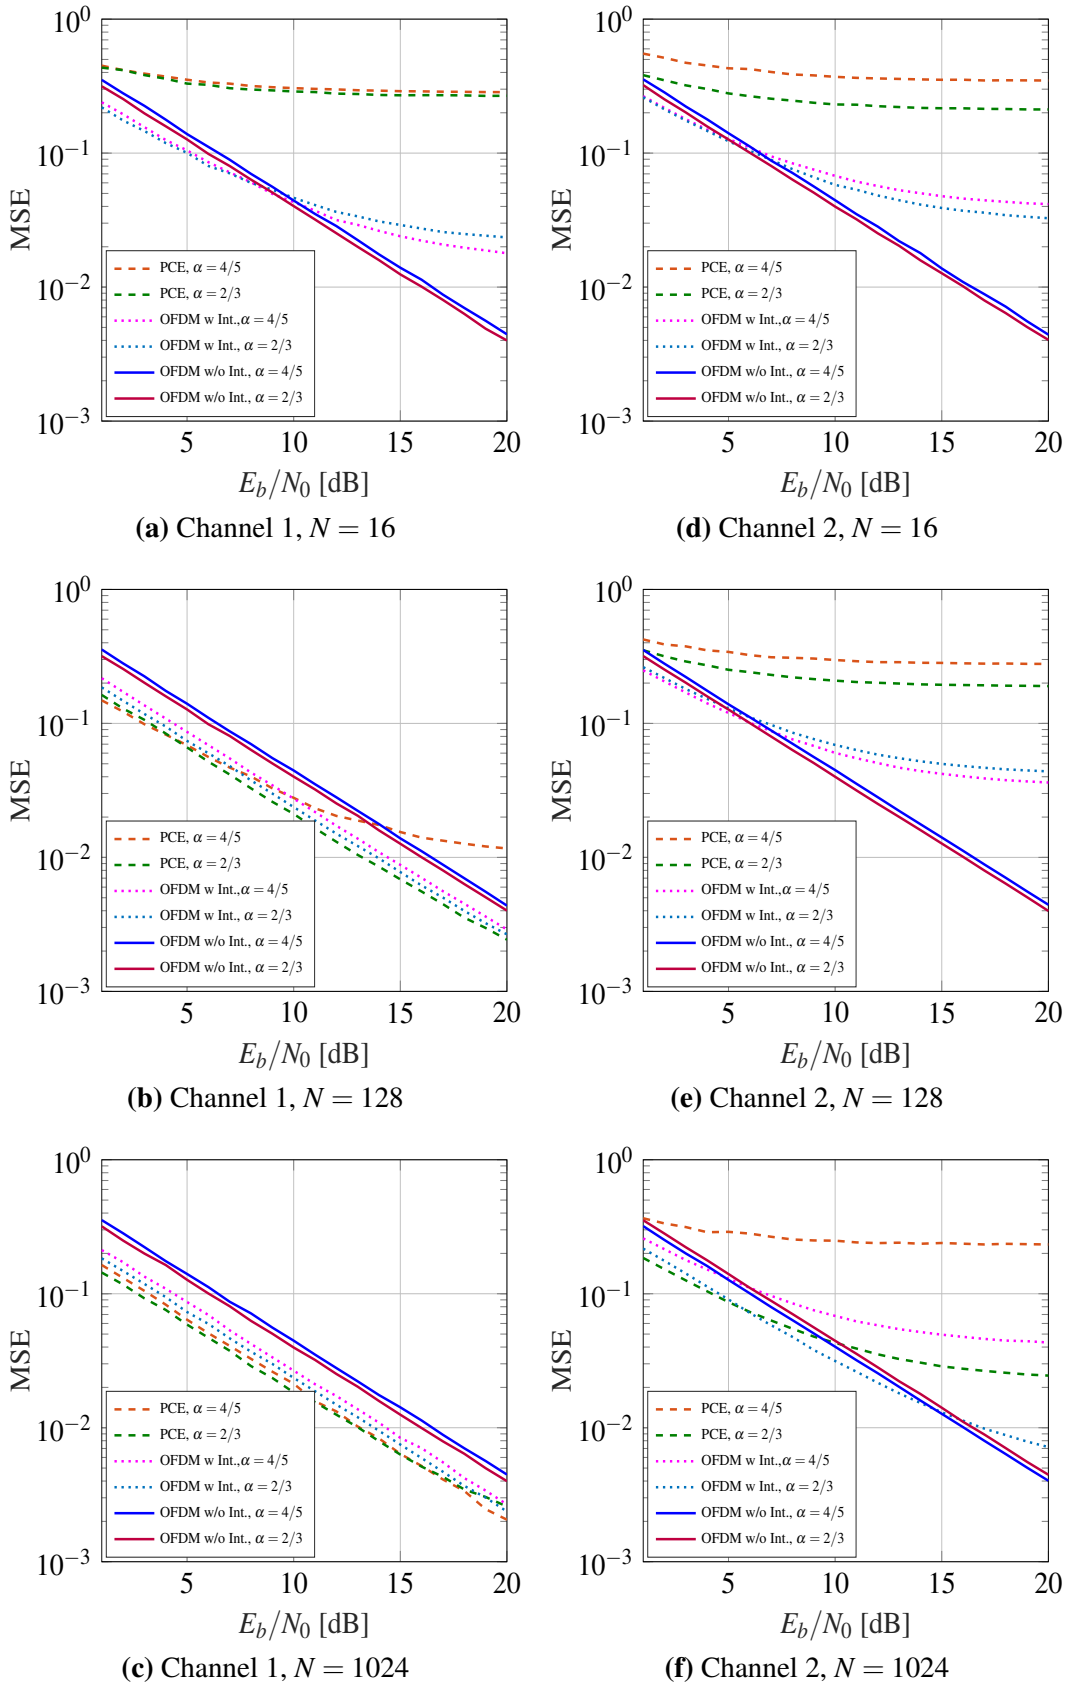 10^0
10^-1
10^-2
10^-3
MSE
PCE, α = 4/5
PCE, α = 2/3
OFDM w Int.,α = 4/5
OFDM w Int., α = 2/3
OFDM w/o Int., α = 4/5
OFDM w/o Int., α = 2/3
5 10 15 20
E_b/N_0 [dB]
(a) Channel 1, N = 16
10^0
10^-1
10^-2
10^-3
MSE
PCE, α = 4/5
PCE, α = 2/3
OFDM w Int.,α = 4/5
OFDM w Int., α = 2/3
OFDM w/o Int., α = 4/5
OFDM w/o Int., α = 2/3
5 10 15 20
E_b/N_0 [dB]
(d) Channel 2, N = 16
10^0
10^-1
10^-2
10^-3
MSE
PCE, α = 4/5
PCE, α = 2/3
OFDM w Int.,α = 4/5
OFDM w Int., α = 2/3
OFDM w/o Int., α = 4/5
OFDM w/o Int., α = 2/3
5 10 15 20
E_b/N_0 [dB]
(b) Channel 1, N = 128
10^0
10^-1
10^-2
10^-3
MSE
PCE, α = 4/5
PCE, α = 2/3
OFDM w Int.,α = 4/5
OFDM w Int., α = 2/3
OFDM w/o Int., α = 4/5
OFDM w/o Int., α = 2/3
5 10 15 20
E_b/N_0 [dB]
(e) Channel 2, N = 128
10^0
10^-1
10^-2
10^-3
MSE
PCE, α = 4/5
PCE, α = 2/3
OFDM w Int.,α = 4/5
OFDM w Int., α = 2/3
OFDM w/o Int., α = 4/5
OFDM w/o Int., α = 2/3
5 10 15 20
E_b/N_0 [dB]
(c) Channel 1, N = 1024
10^0
10^-1
10^-2
10^-3
MSE
PCE, α = 4/5
PCE, α = 2/3
OFDM w Int.,α = 4/5
OFDM w Int., α = 2/3
OFDM w/o Int., α = 4/5
OFDM w/o Int., α = 2/3
5 10 15 20
E_b/N_0 [dB]
(f) Channel 2, N = 1024